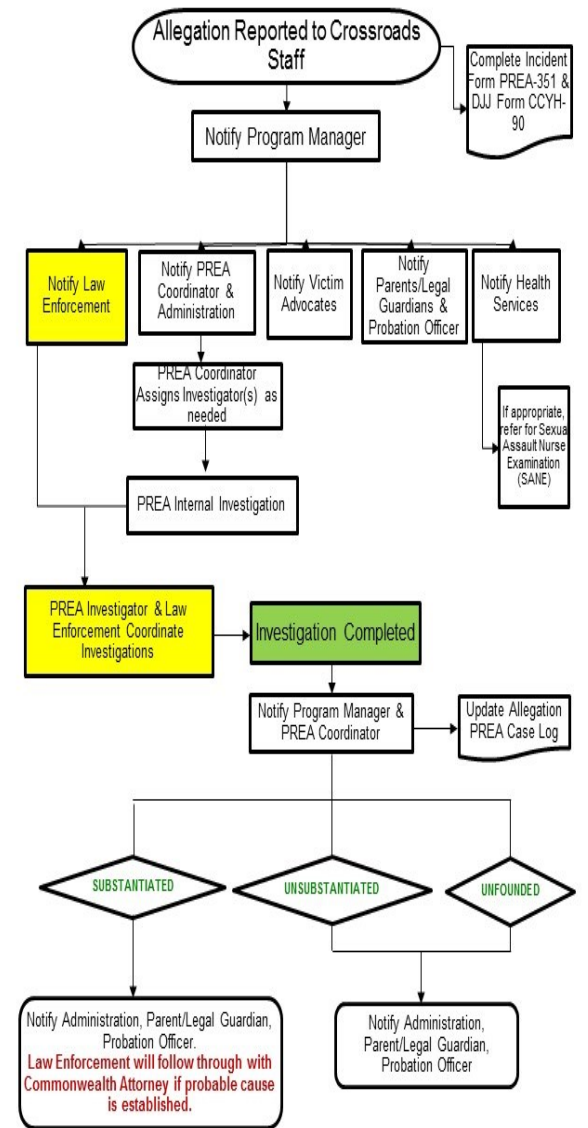 Allegation Reported to Crossroads
Staff
Complete Incident
Form PREA-351 &
DJJ Form CCYH-
90
Notify Program Manager
Notify Law
Enforcement
Notify PREA
Coordinator &
Administration
Notify Victim
Advocates
Notify
Parents/Legal
Guardians &
Probation Officer
Notify Health
Services
PREA Coordinator
Assigns Investigator(s) as
needed
If appropriate,
refer for Sexua
Assault Nurse
Examination
(SANE)
PREA Internal Investigation
PREA Investigator & Law
Enforcement Coordinate
Investigations
Investigation Completed
Notify Program Manager &
PREA Coordinator
Update Allegation
PREA Case Log
SUBSTANTIATED
UNSUBSTANTIATED
UNFOUNDED
Notify Administration, Parent/Legal Guardian,
Probation Officer.
Law Enforcement will follow through with
Commonwealth Attorney if probable cause
is established.
Notify Administration,
Parent/Legal Guardian,
Probation Officer